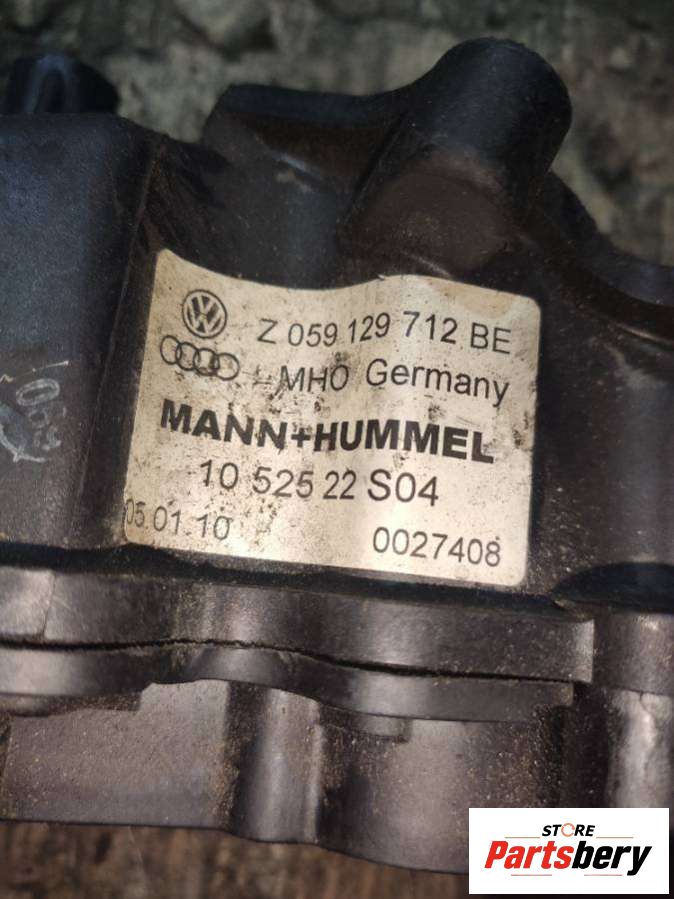 Z 059 129 712 BE
MHO Germany
MANN+HUMMEL
10 525 22 S04
05.01.10 0027408
STORE
Partsbery